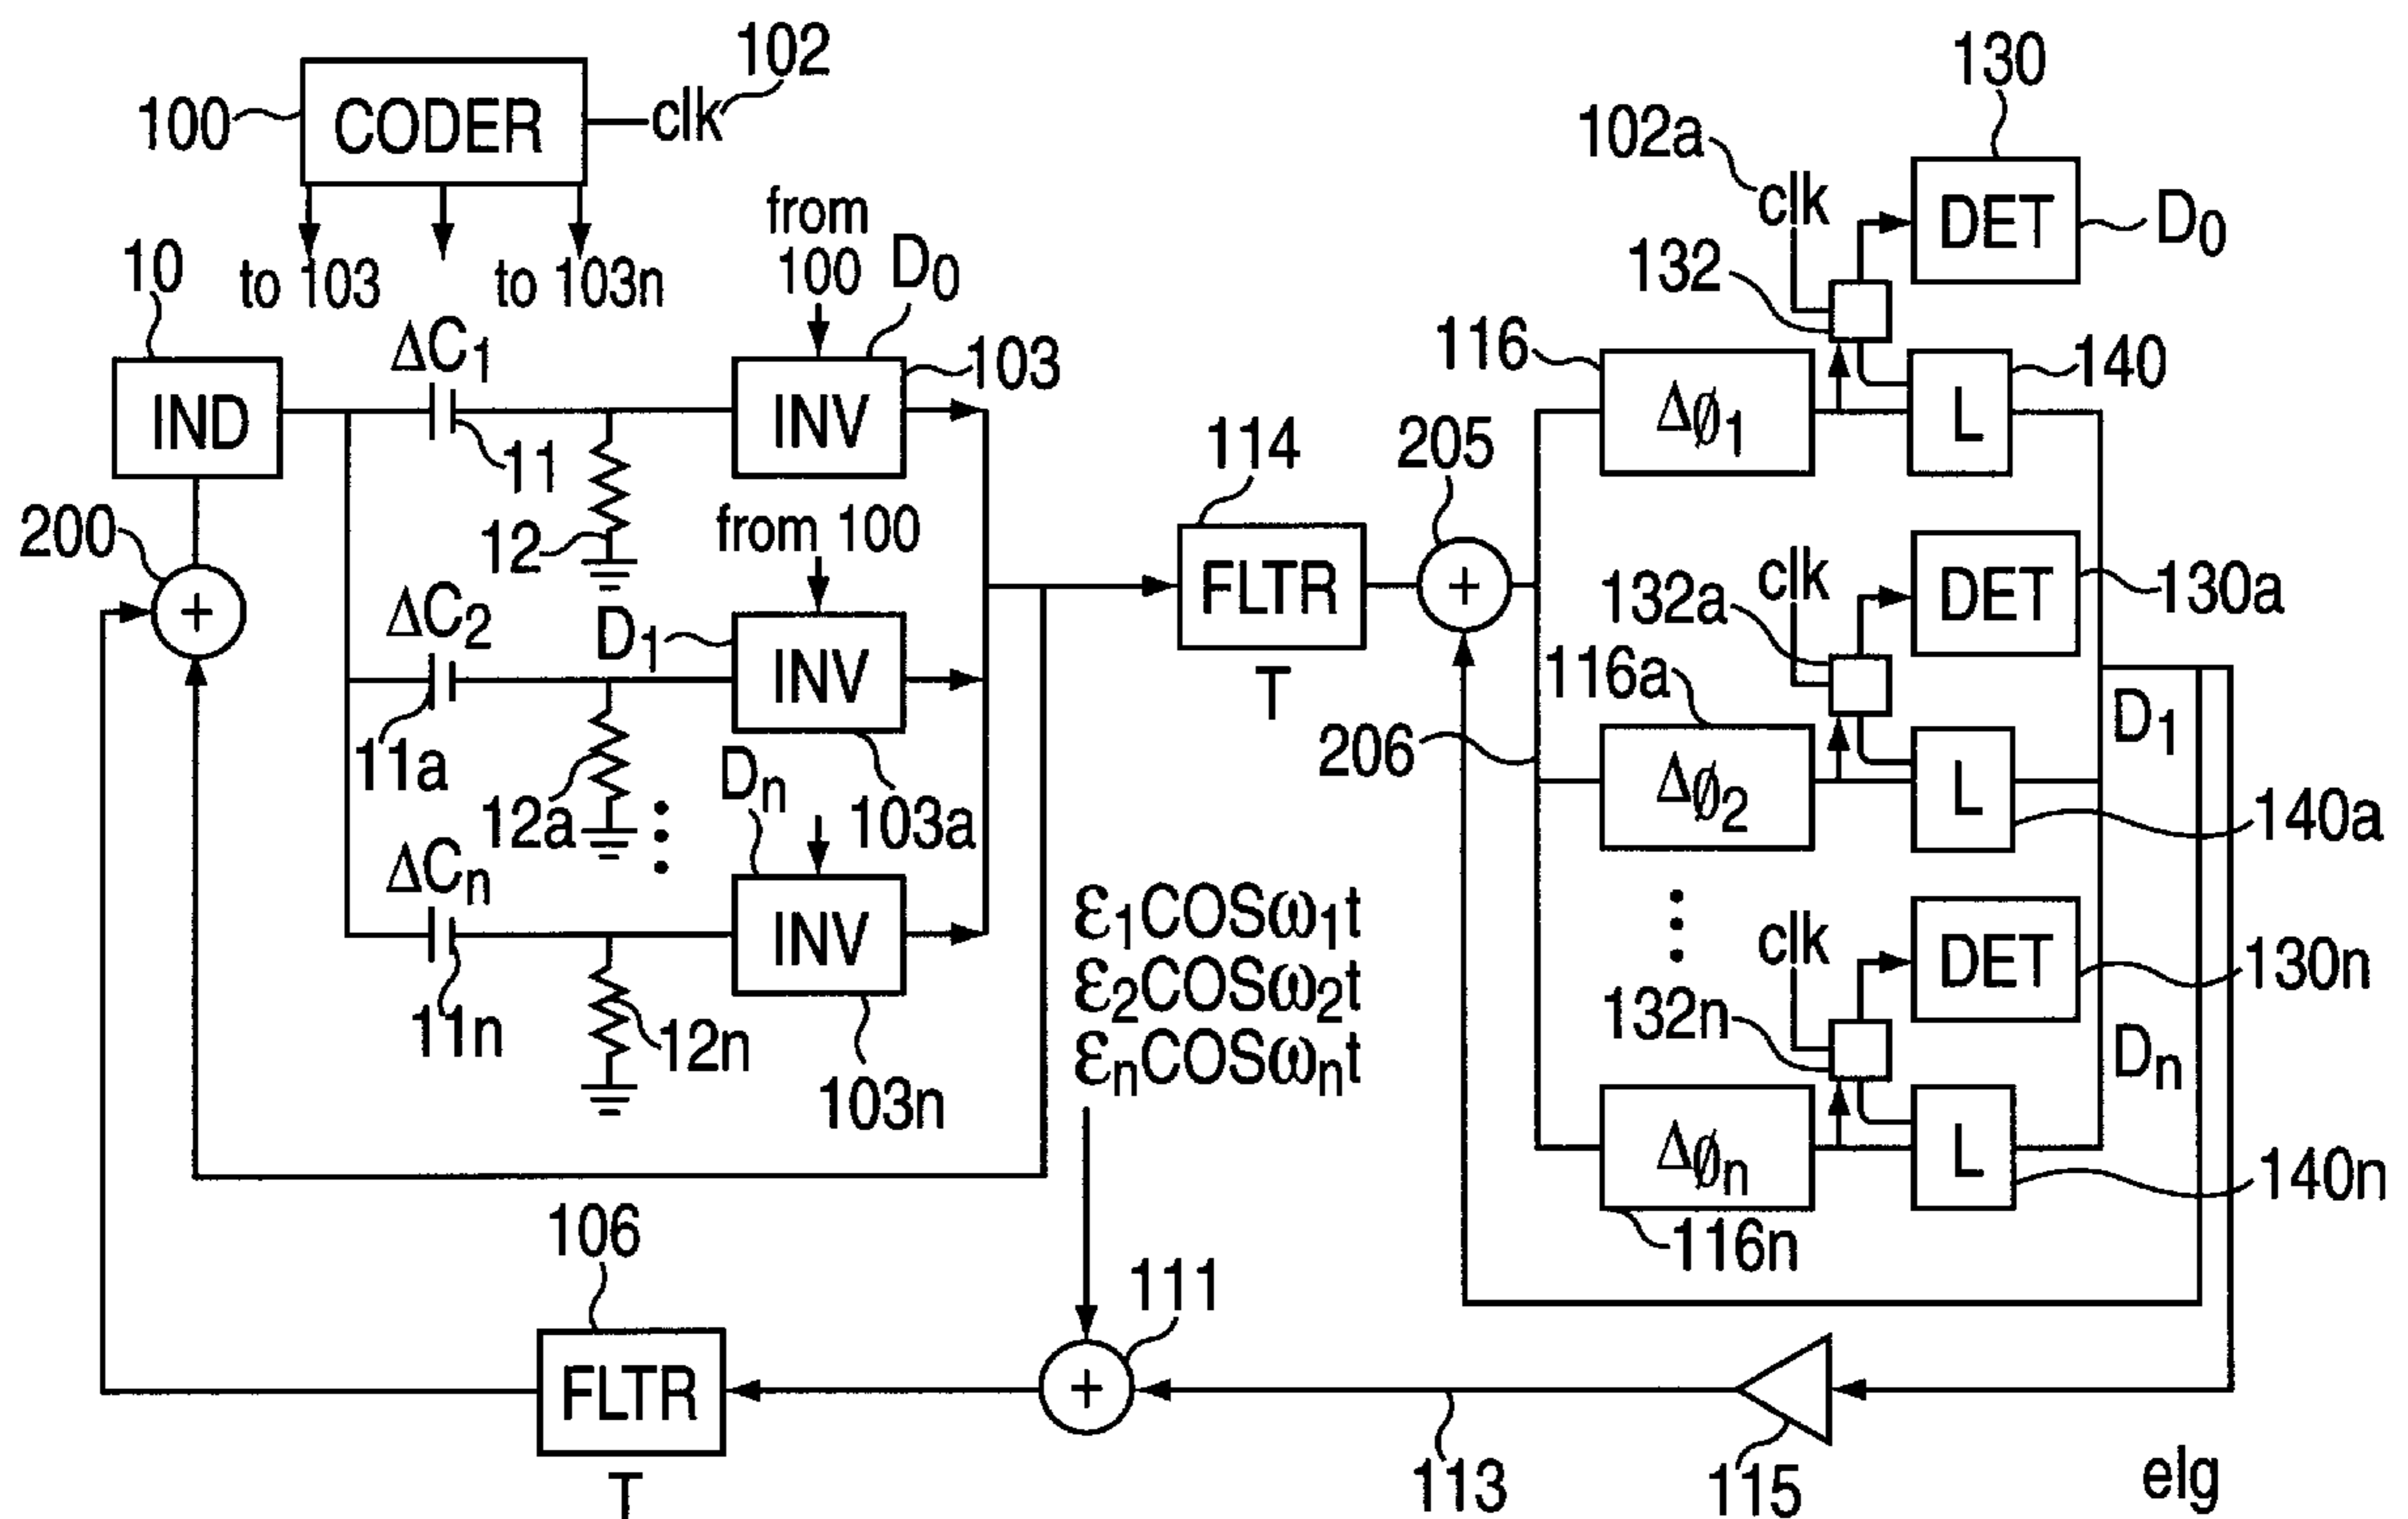 102
130
100
CODER
clk
102a
clk
DET
D0
from
100
D0
132
10
to 103
to 103n
ΔC1
103
116
140
IND
INV
Δø1
L
11
114
205
200
12
from 100
+
ΔC2
D1
INV
FLTR
T
+
132a
clk
DET
130a
116a
D1
206
Δø2
L
11a
12a
Dn
103a
140a
ΔCn
INV
ε1COSω1t
ε2COSω2t
εnCOSωnt
clk
DET
130n
132n
Dn
11n
12n
103n
Δøn
L
140n
116n
106
111
FLTR
T
+
113
115
elg